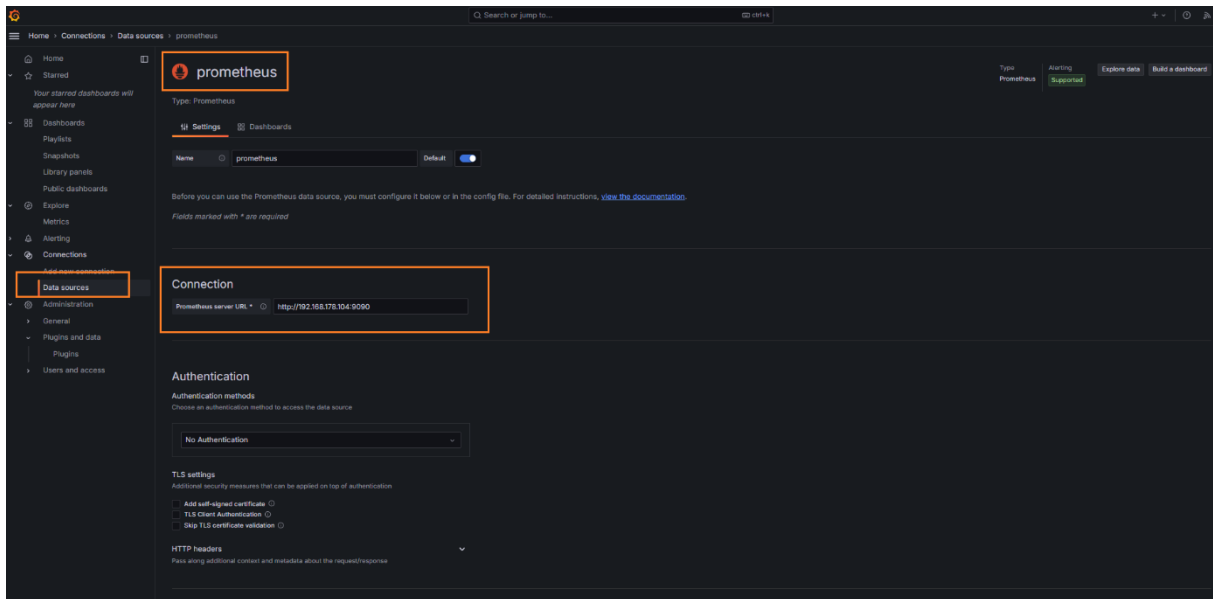 Search or jump to...
ctrl+k
Home › Connections › Data sources › prometheus
Home
Starred
Your starred dashboards will
appear here
Dashboards
Playlists
Snapshots
Library panels
Public dashboards
Explore
Metrics
Alerting
Connections
Add new connection
Data sources
Administration
General
Plugins and data
Plugins
Users and access
prometheus
Type: Prometheus
Type
Prometheus
Alerting
Supported
Explore data
Build a dashboard
Settings
Dashboards
Name
prometheus
Default
Before you can use the Prometheus data source, you must configure it below or in the config file. For detailed instructions, view the documentation.
Fields marked with * are required
Connection
Prometheus server URL *
http://192.168.178.104:9090
Authentication
Authentication methods
Choose an authentication method to access the data source
No Authentication
TLS settings
Additional security measures that can be applied on top of authentication
Add self-signed certificate
TLS Client Authentication
Skip TLS certificate validation
HTTP headers
Pass along additional context and metadata about the request/response